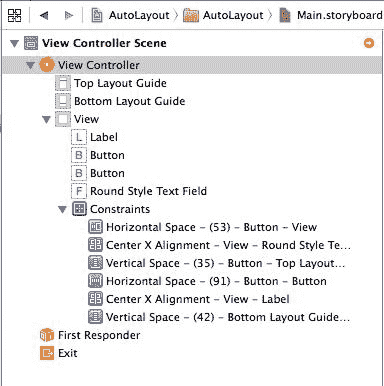 AutoLayout AutoLayout Main.storyboard
View Controller Scene
View Controller
Top Layout Guide
Bottom Layout Guide
View
L Label
B Button
B Button
F Round Style Text Field
Constraints
Horizontal Space - (53) - Button - View
Center X Alignment - View - Round Style Te...
Vertical Space - (35) - Button - Top Layout...
Horizontal Space - (91) - Button - Button
Center X Alignment - View - Label
Vertical Space - (42) - Bottom Layout Guide...
First Responder
Exit